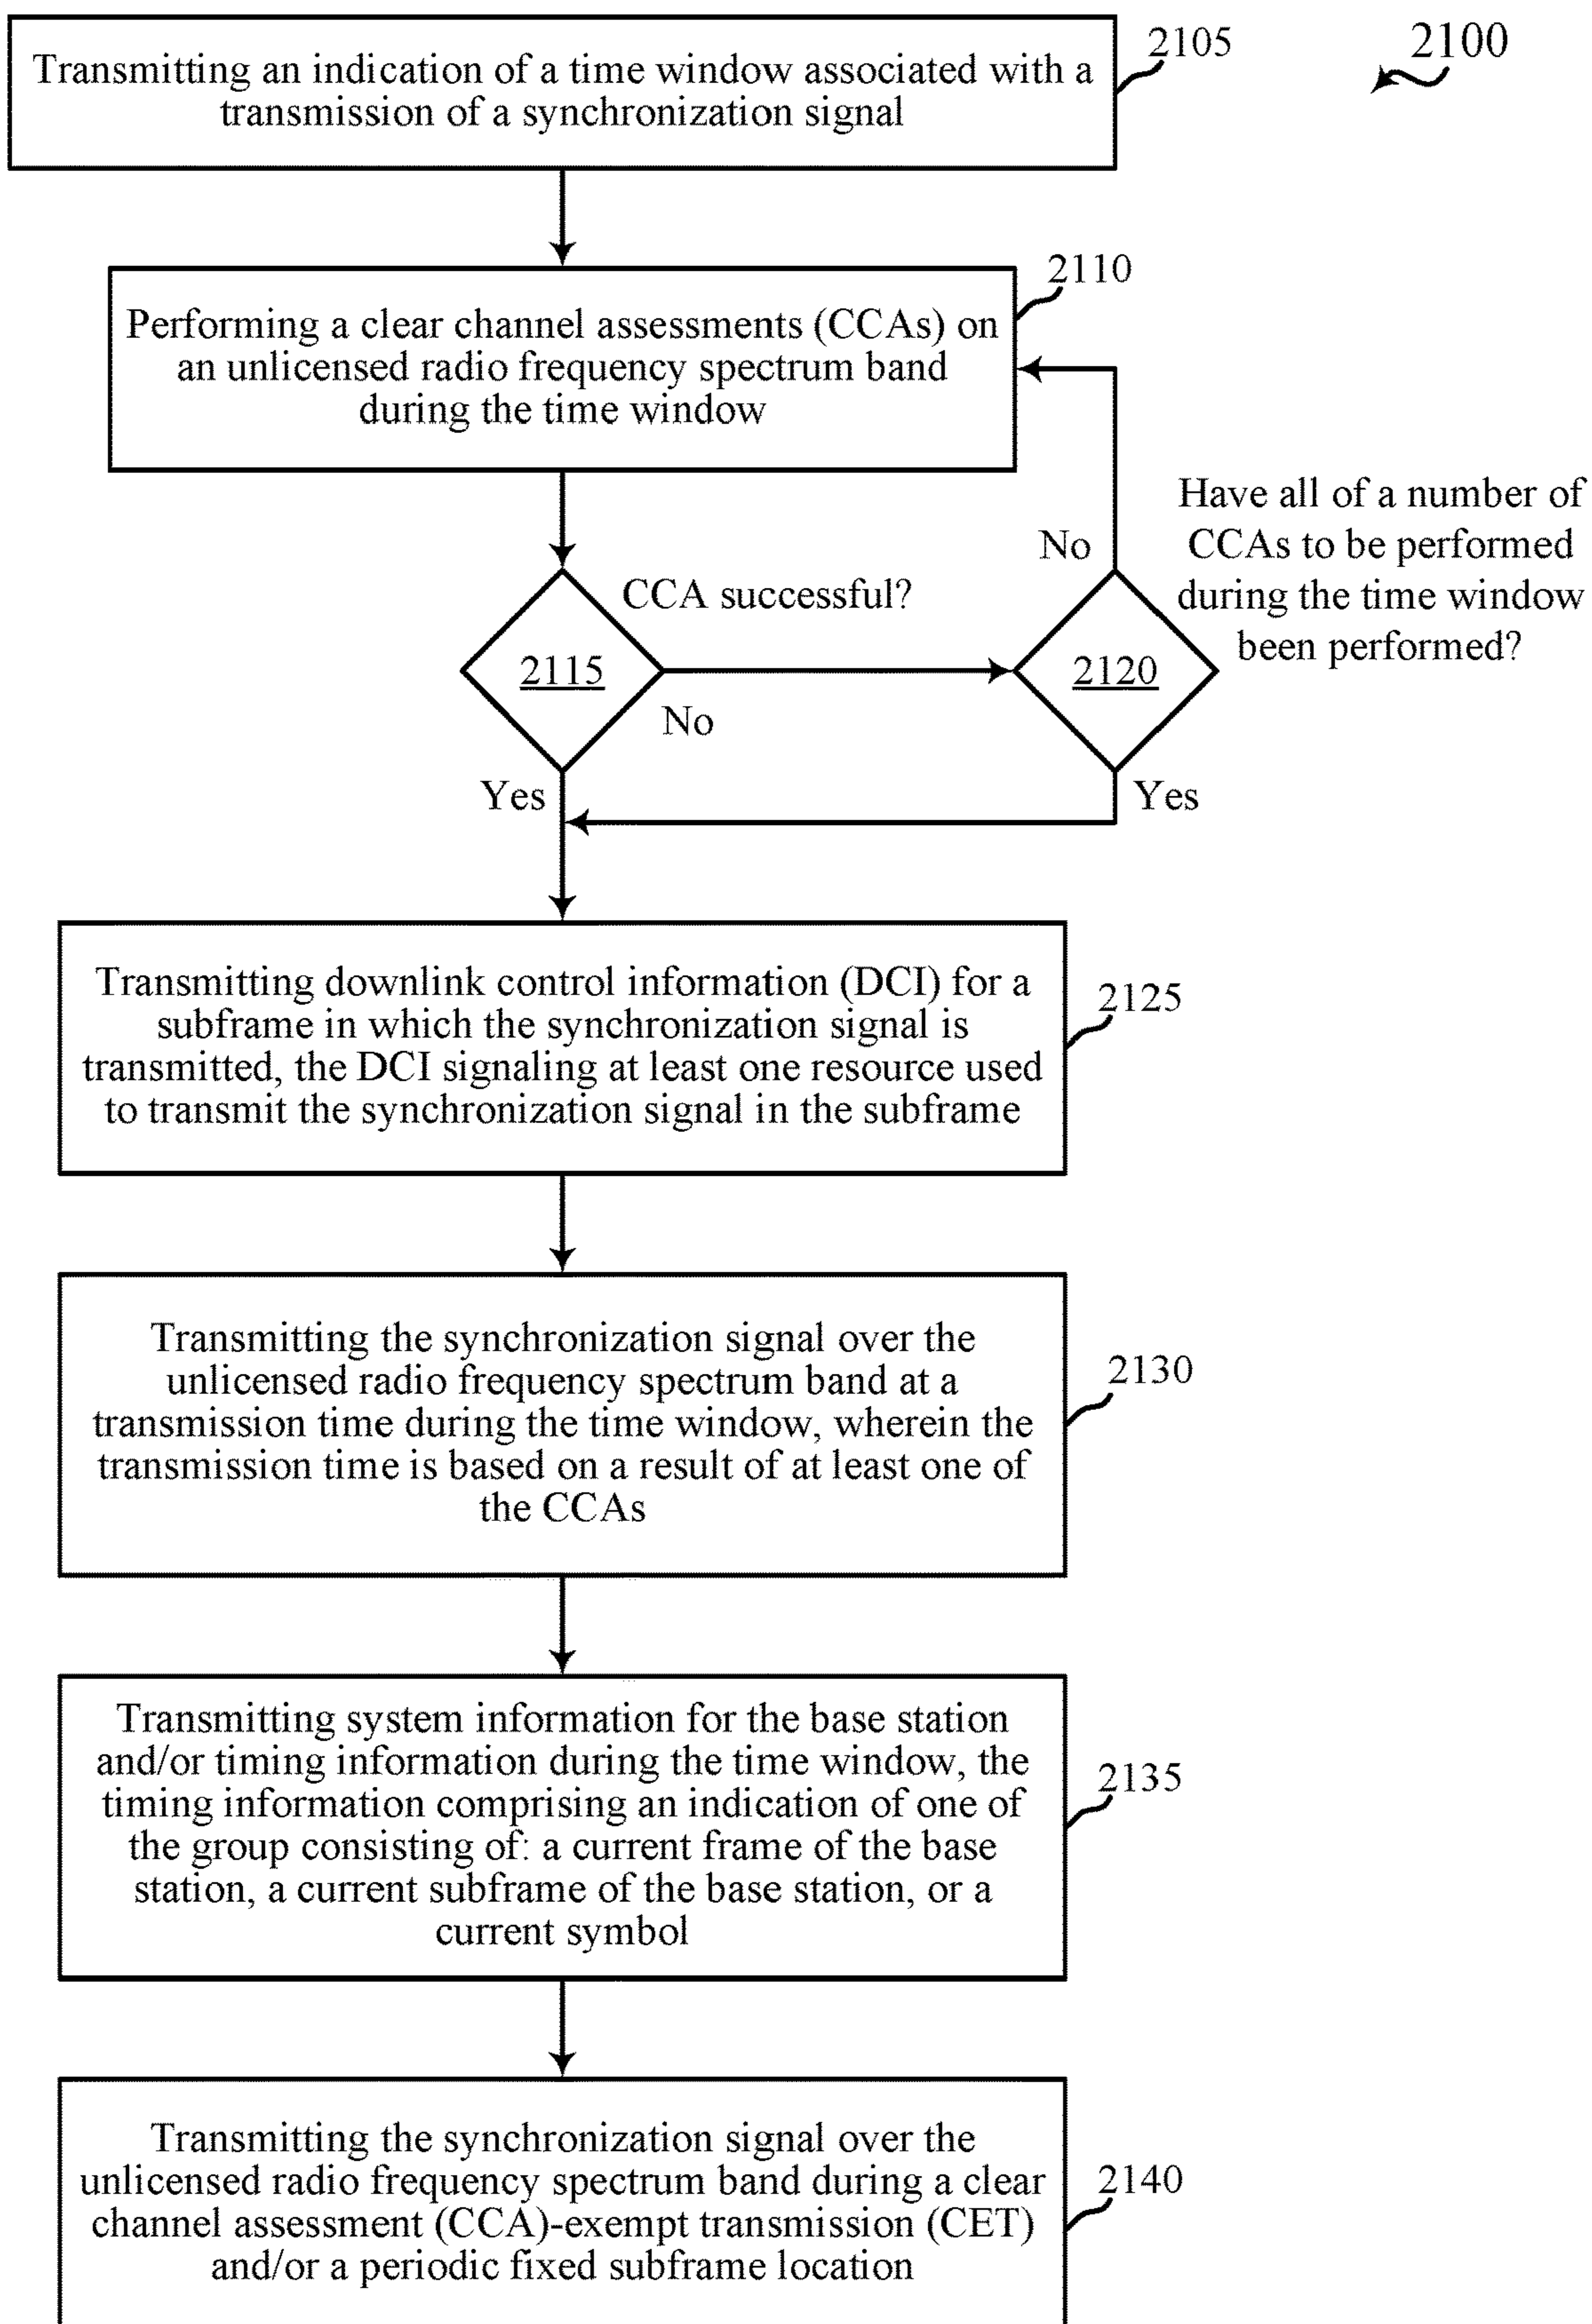 2100
2105
Transmitting an indication of a time window associated with a
transmission of a synchronization signal
2110
Performing a clear channel assessments (CCAs) on
an unlicensed radio frequency spectrum band
during the time window
CCA successful?
2115
No
Yes
Have all of a number of
CCAs to be performed
during the time window
been performed?
No
2120
Yes
2125
Transmitting downlink control information (DCI) for a
subframe in which the synchronization signal is
transmitted, the DCI signaling at least one resource used
to transmit the synchronization signal in the subframe
2130
Transmitting the synchronization signal over the
unlicensed radio frequency spectrum band at a
transmission time during the time window, wherein the
transmission time is based on a result of at least one of
the CCAs
2135
Transmitting system information for the base station
and/or timing information during the time window, the
timing information comprising an indication of one of
the group consisting of: a current frame of the base
station, a current subframe of the base station, or a
current symbol
2140
Transmitting the synchronization signal over the
unlicensed radio frequency spectrum band during a clear
channel assessment (CCA)-exempt transmission (CET)
and/or a periodic fixed subframe location